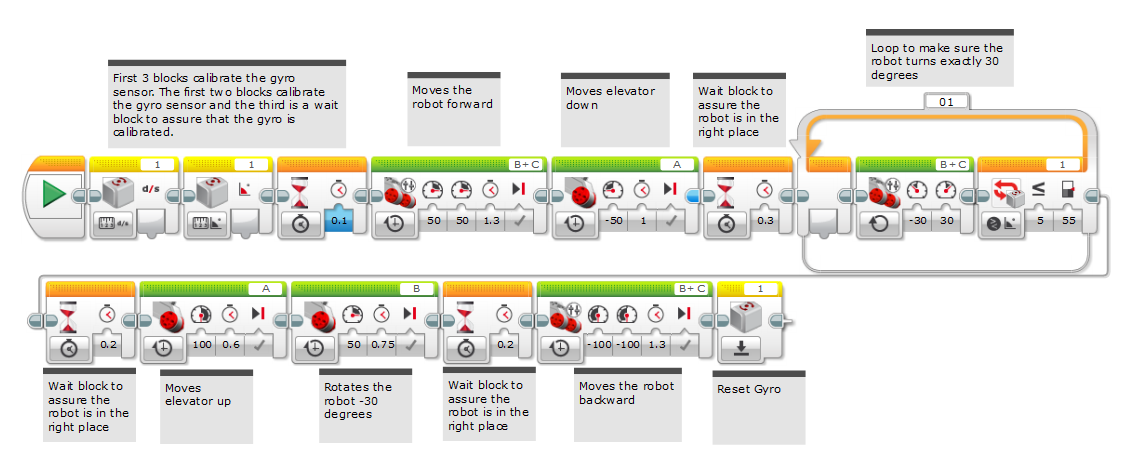 First 3 blocks calibrate the gyro
sensor. The first two blocks calibrate
the gyro sensor and the third is a wait
block to assure that the gyro is
calibrated.
Moves the
robot forward
Moves elevator
down
Wait block to
assure the
robot is in the
right place
Loop to make sure the
robot turns exactly 30
degrees
01
1
d/s
d/s
1
0.1
B+C
50 50 1.3
A
-50 1
0.3
B+C
-30 30
1
≤
5 55
0.2
A
100 0.6
B
50 0.75
0.2
B+C
-100 -100 1.3
1
Wait block to
assure the
robot is in the
right place
Moves
elevator up
Rotates the
robot -30
degrees
Wait block to
assure the
robot is in the
right place
Moves the robot
backward
Reset Gyro